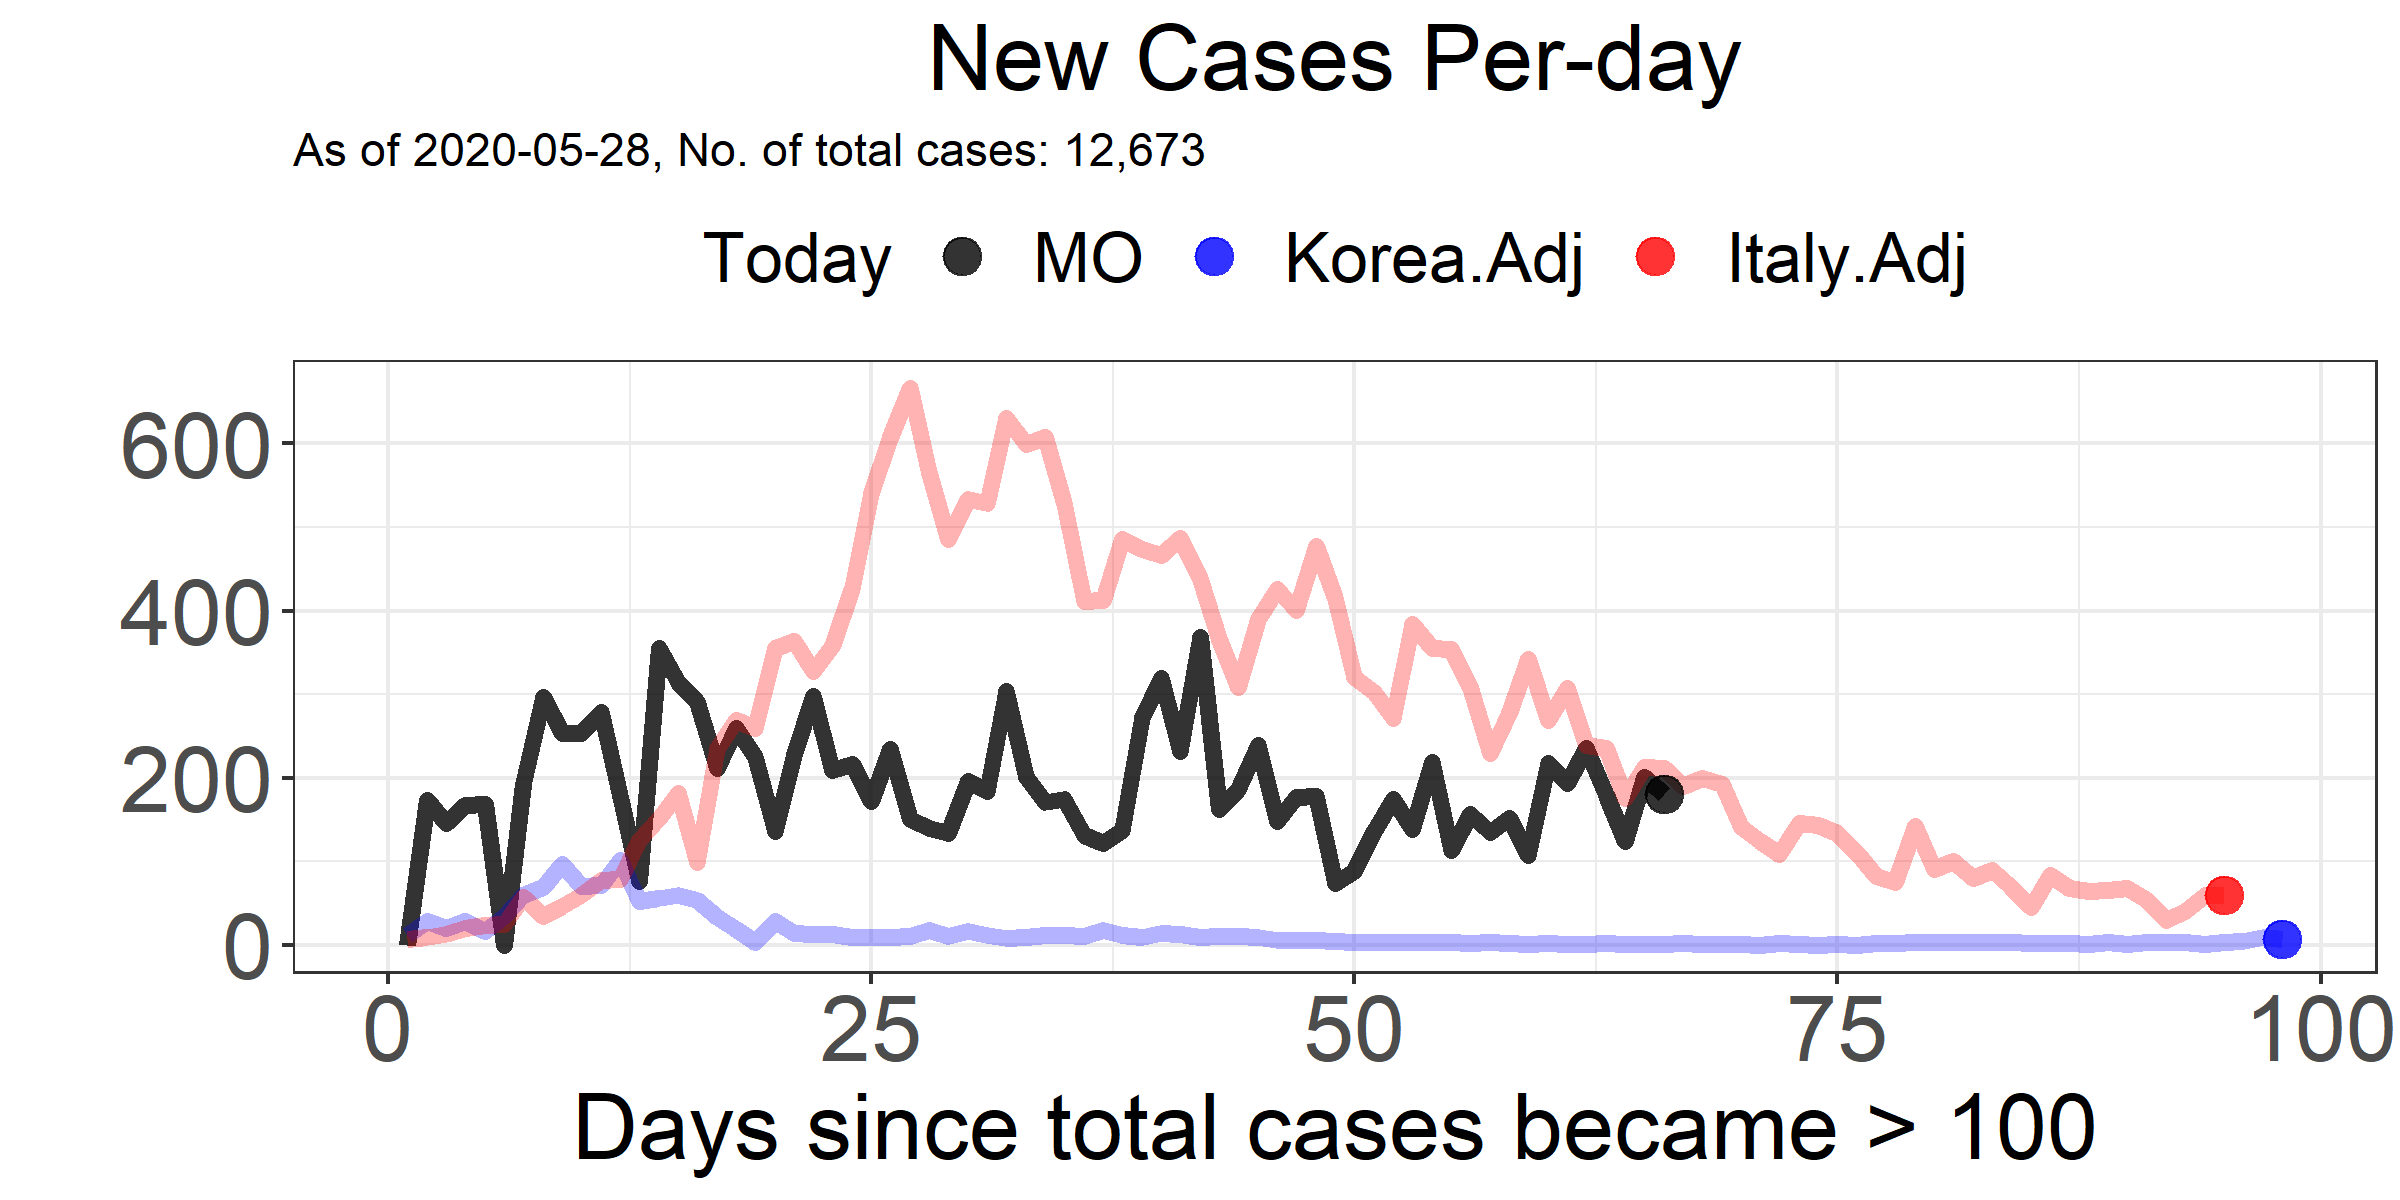 New Cases Per-day
As of 2020-05-28, No. of total cases: 12,673
Today MO Korea.Adj Italy.Adj
600
400
200
0
0 25 50 75 100
Days since total cases became > 100